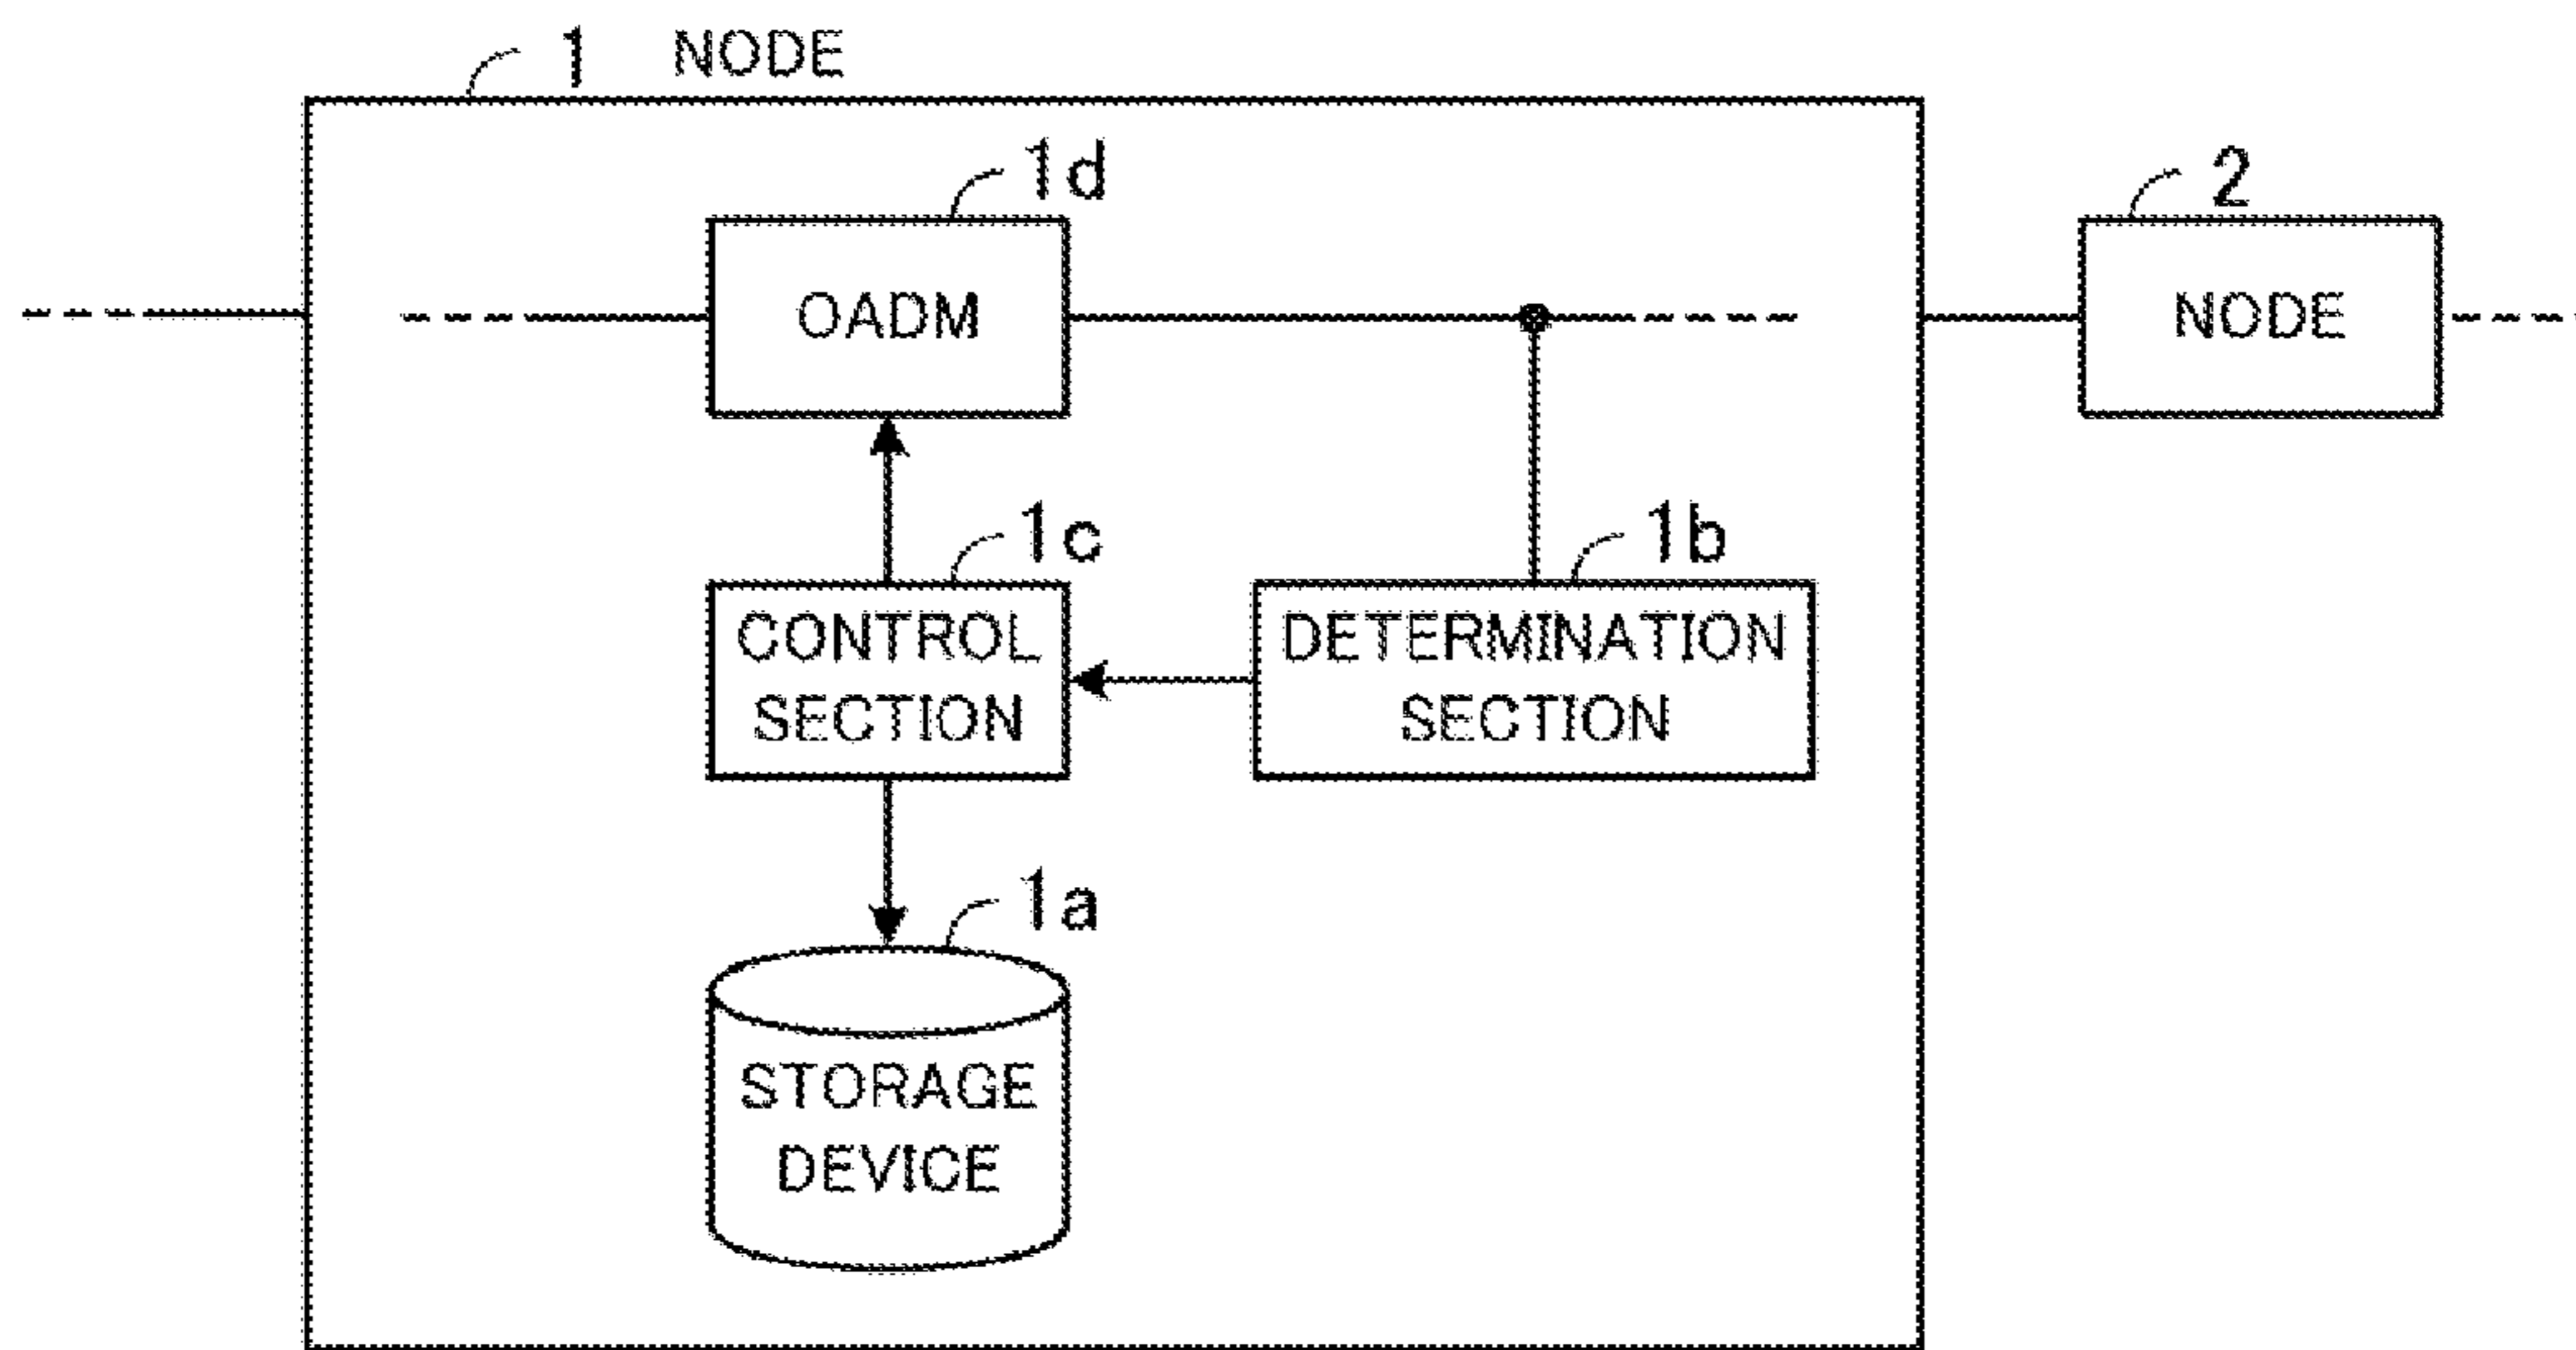 1 NODE
1d
2
OADM
NODE
1c
1b
CONTROL
SECTION
DETERMINATION
SECTION
1a
STORAGE
DEVICE